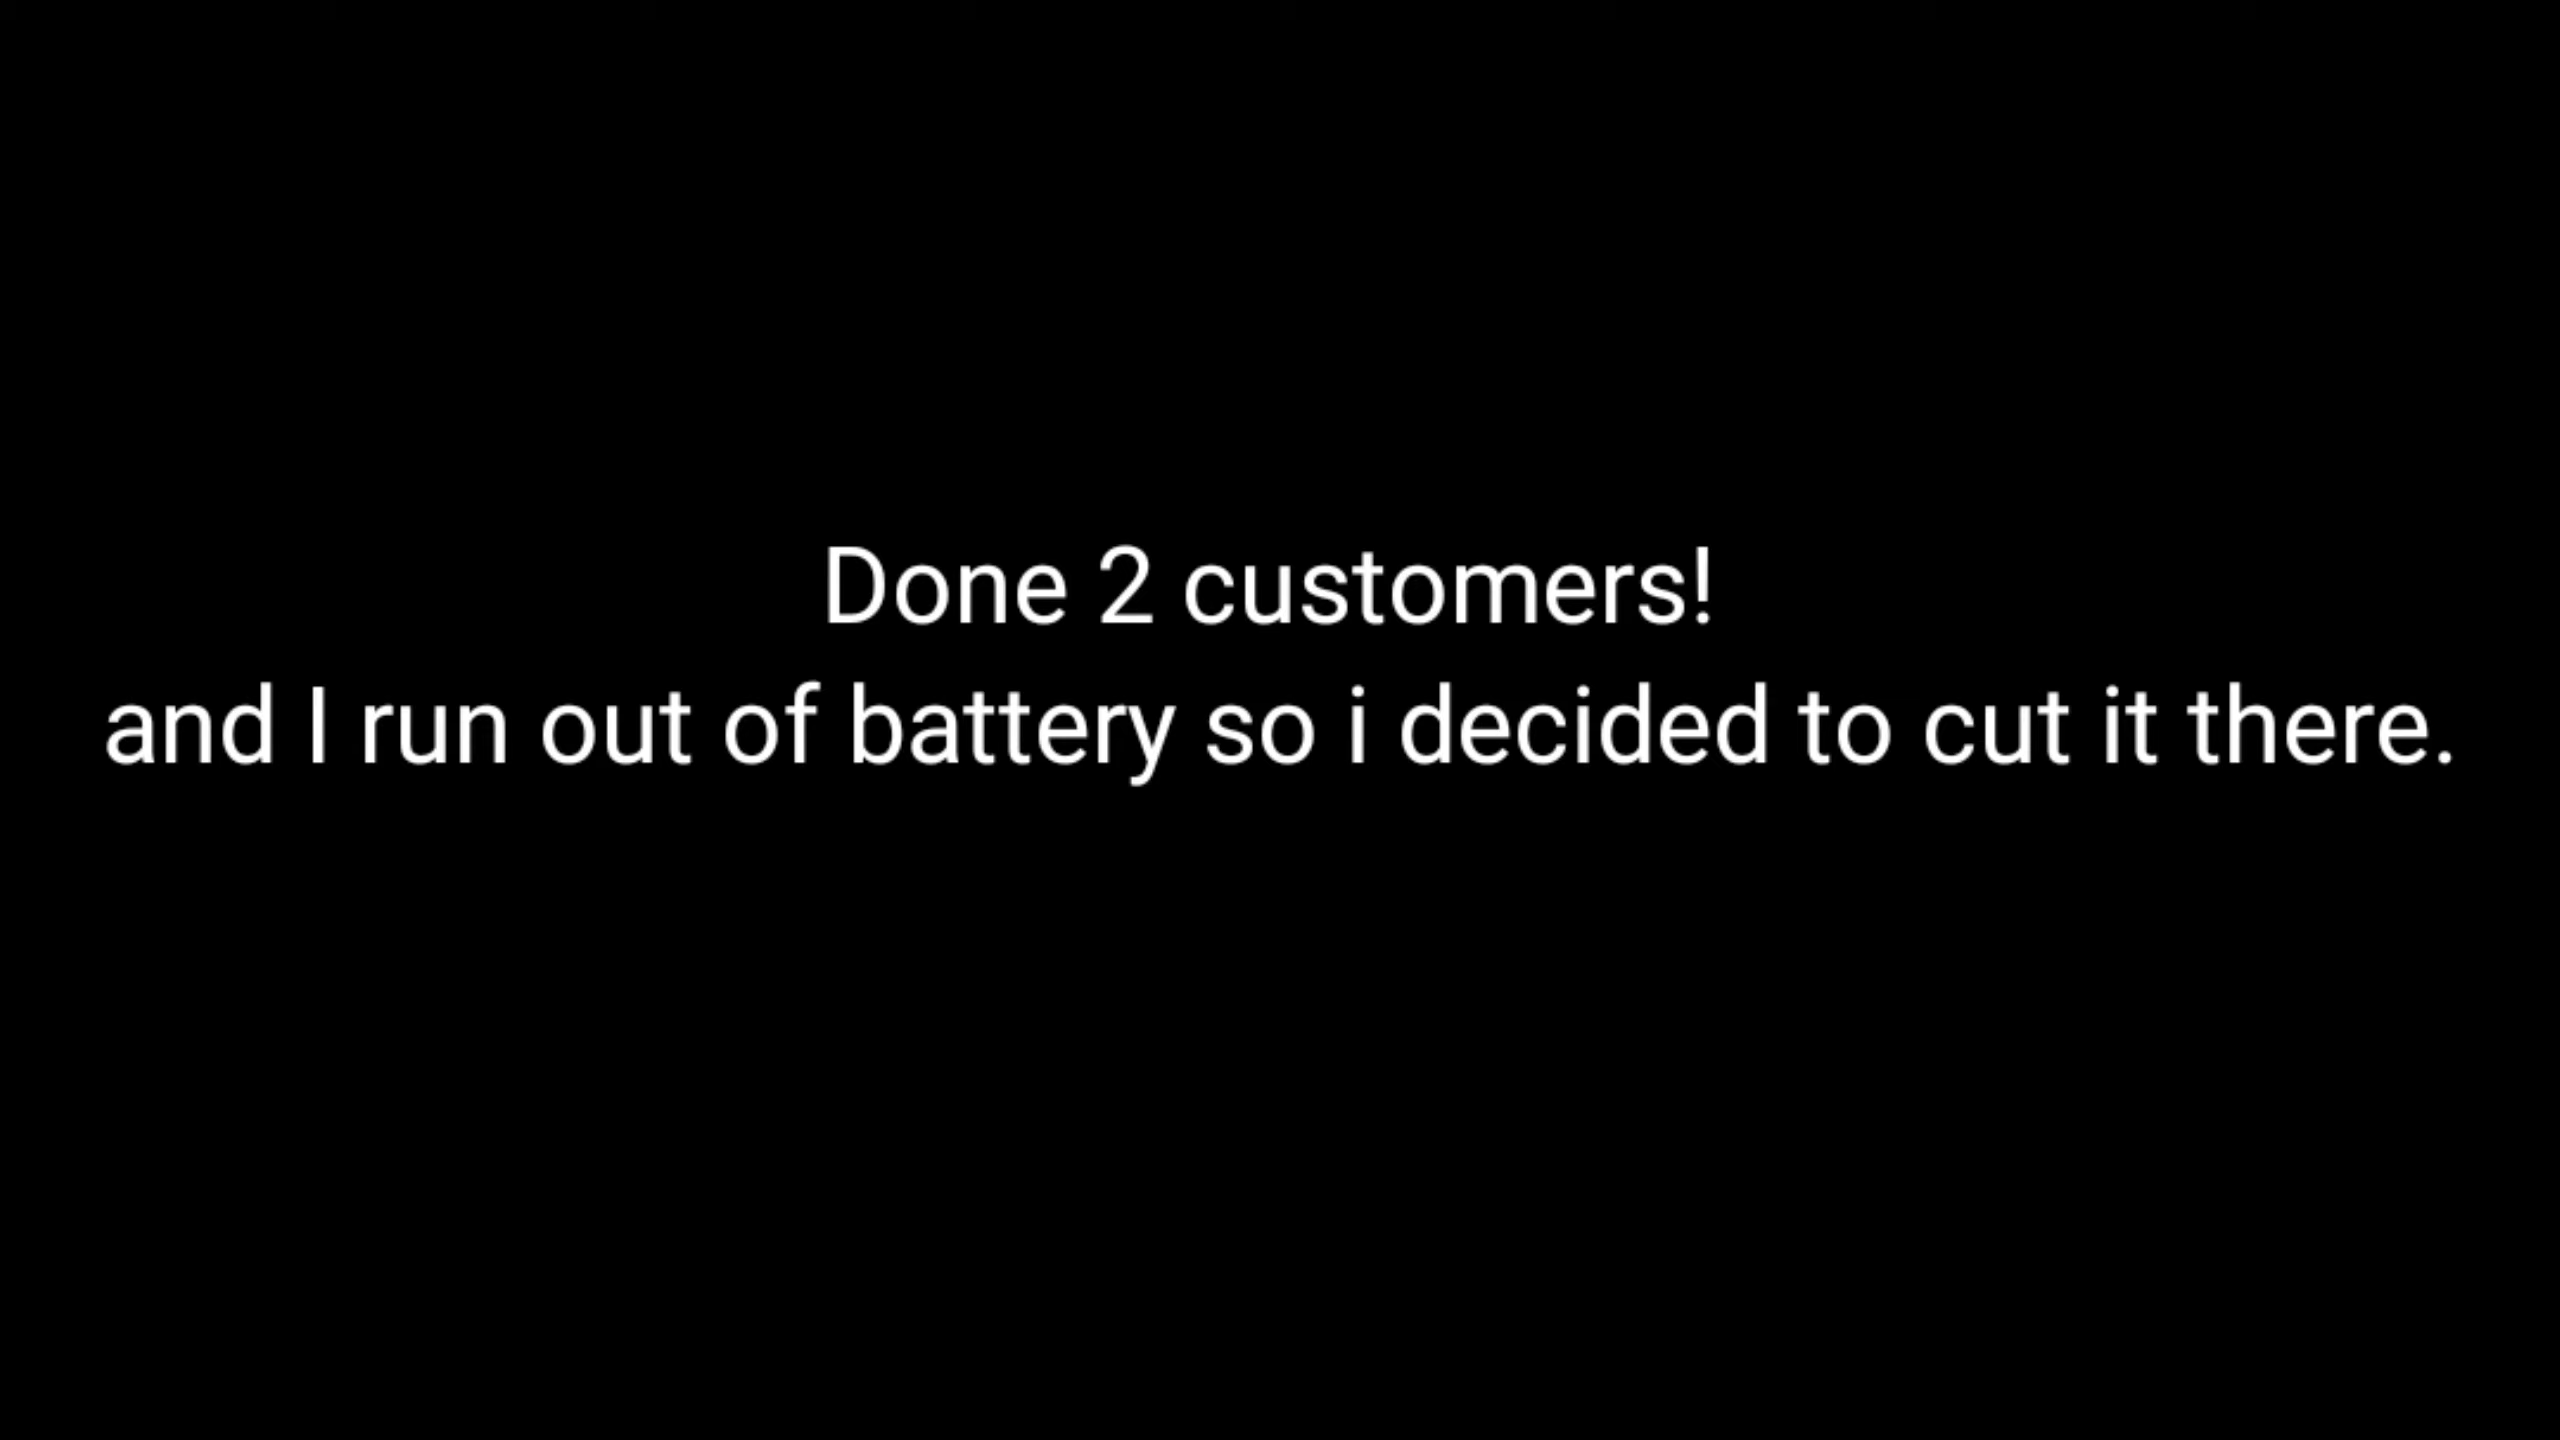 Done 2 customers!
and I run out of battery so i decided to cut it there.